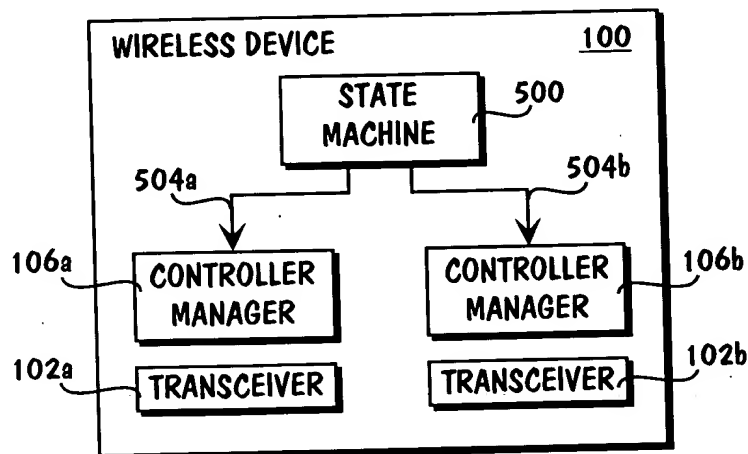 WIRELESS DEVICE 100
STATE
MACHINE
500
504a
504b
106a
CONTROLLER
MANAGER
CONTROLLER
MANAGER
106b
102a
TRANSCEIVER
TRANSCEIVER
102b